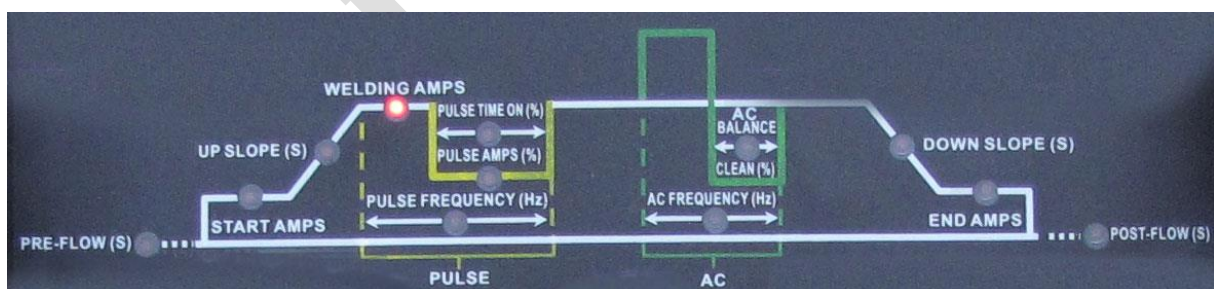 WELDING AMPS
PULSE TIME ON (%)
AC
BALANCE
UP SLOPE (S)
PULSE AMPS (%)
CLEAN (%)
DOWN SLOPE (S)
PULSE FREQUENCY (Hz)
AC FREQUENCY (Hz)
START AMPS
END AMPS
PRE-FLOW (S)
POST-FLOW (S)
PULSE
AC